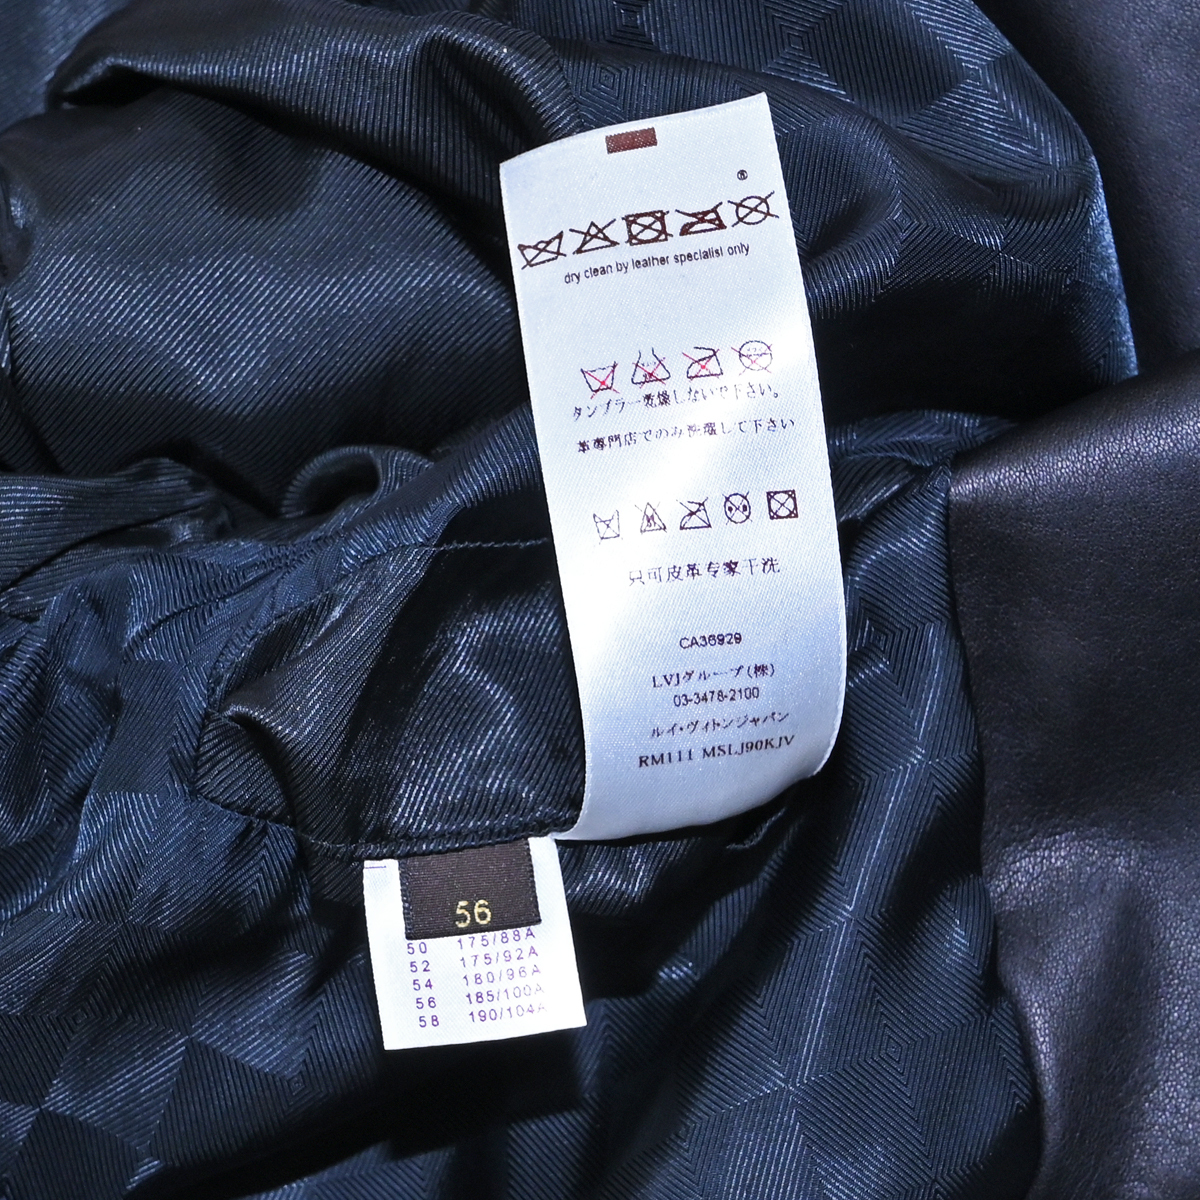 ®
dry clean by leather specialist only
タンブラー乾燥しないで下さい。
革専門店でのみ洗濯して下さい
只可皮革专家干洗
CA36929
LVJグループ(株)
03-3478-2100
ルイ・ヴィトンジャパン
RM111 MSLJ90KJV
56
50 175/88A
52 175/92A
54 180/96A
56 185/100A
58 190/104A